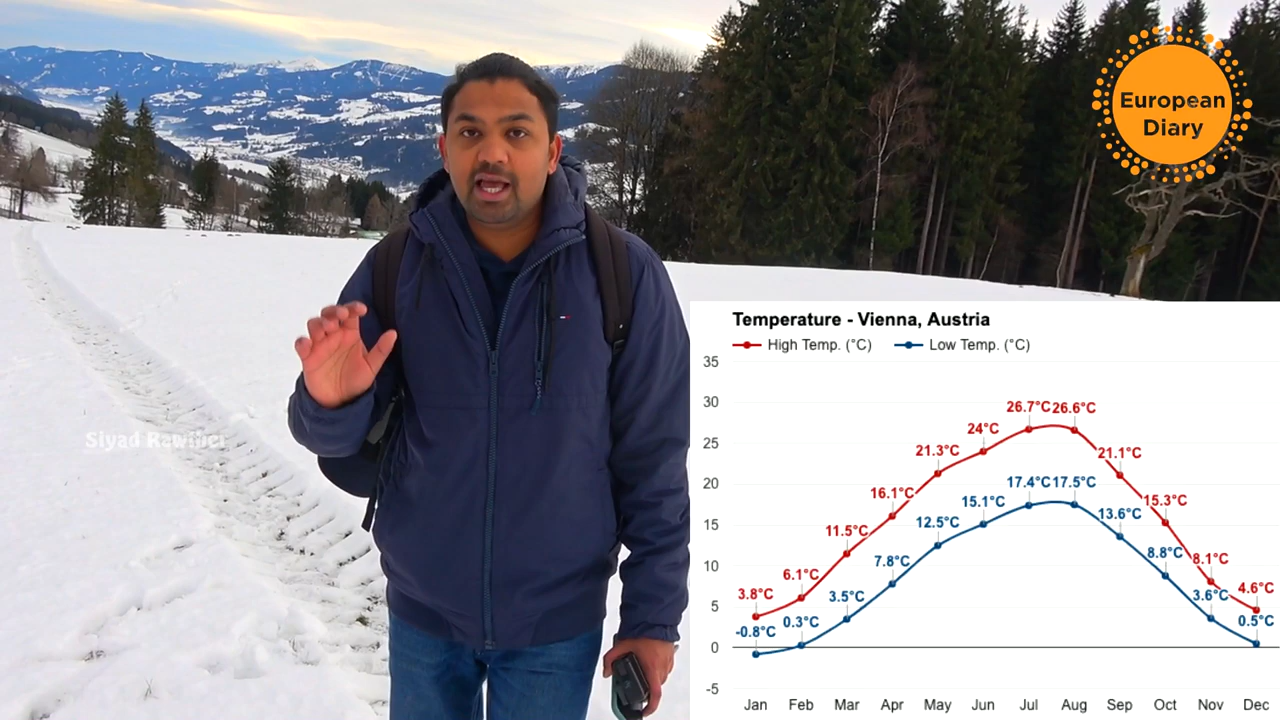 European
Diary
Siyad Rawther
Temperature - Vienna, Austria
High Temp. (°C) Low Temp. (°C)
35
30
25
20
15
10
5
0
-5
3.8°C 6.1°C 11.5°C 16.1°C 21.3°C 24°C 26.7°C 26.6°C 21.1°C 15.3°C 8.1°C 4.6°C
-0.8°C 0.3°C 3.5°C 7.8°C 12.5°C 15.1°C 17.4°C 17.5°C 13.6°C 8.8°C 3.6°C 0.5°C
Jan Feb Mar Apr May Jun Jul Aug Sep Oct Nov Dec